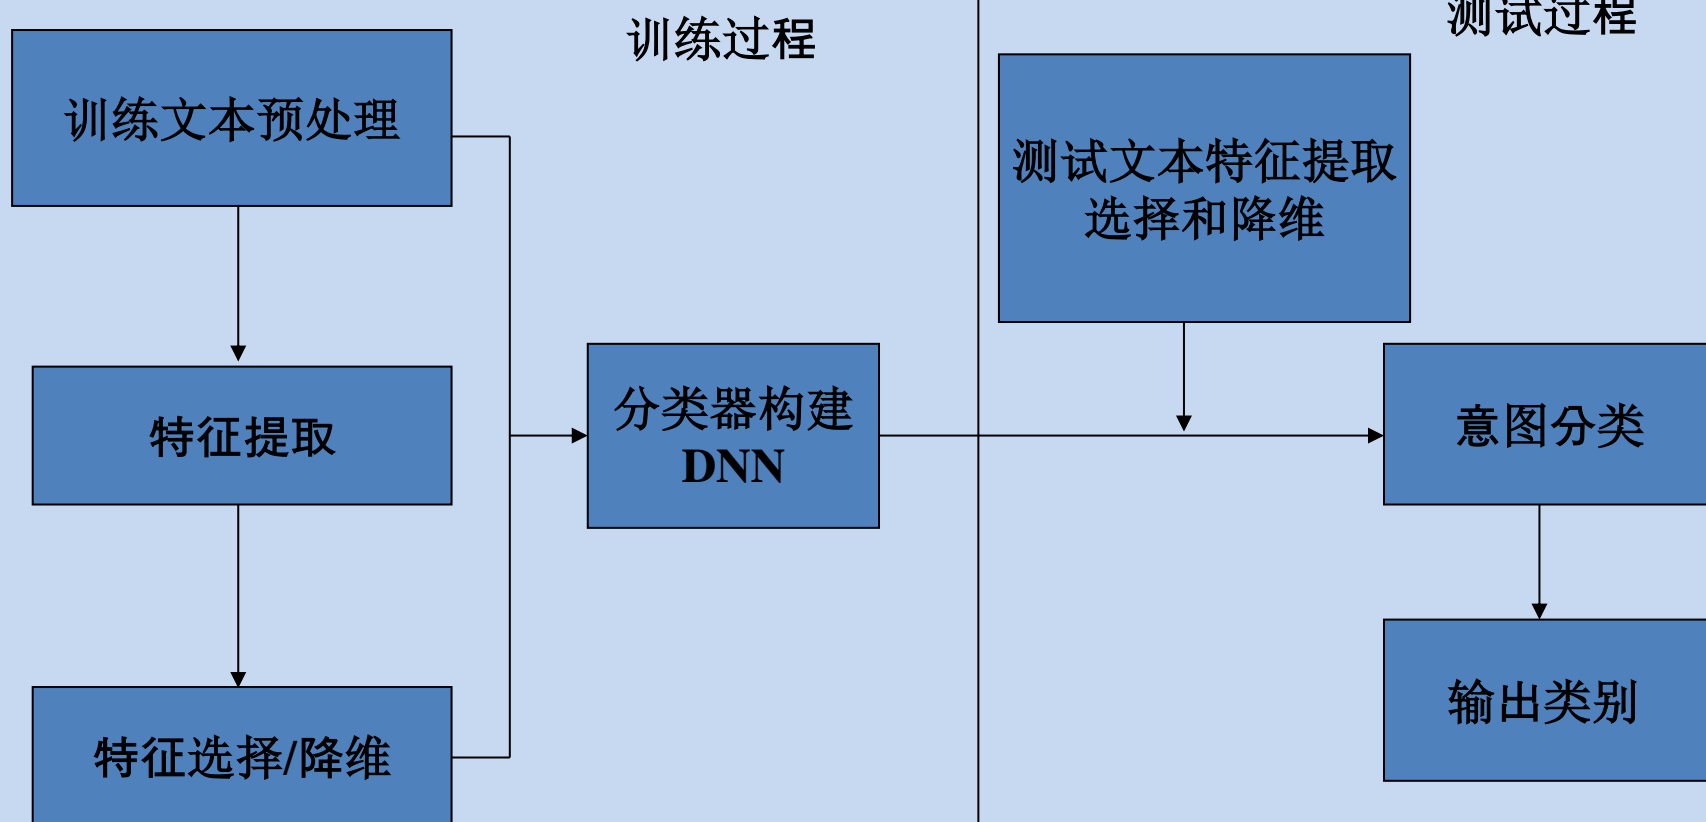 训练过程
测试过程
训练文本预处理
测试文本特征提取
选择和降维
特征提取
分类器构建
DNN
意图分类
特征选择/降维
输出类别